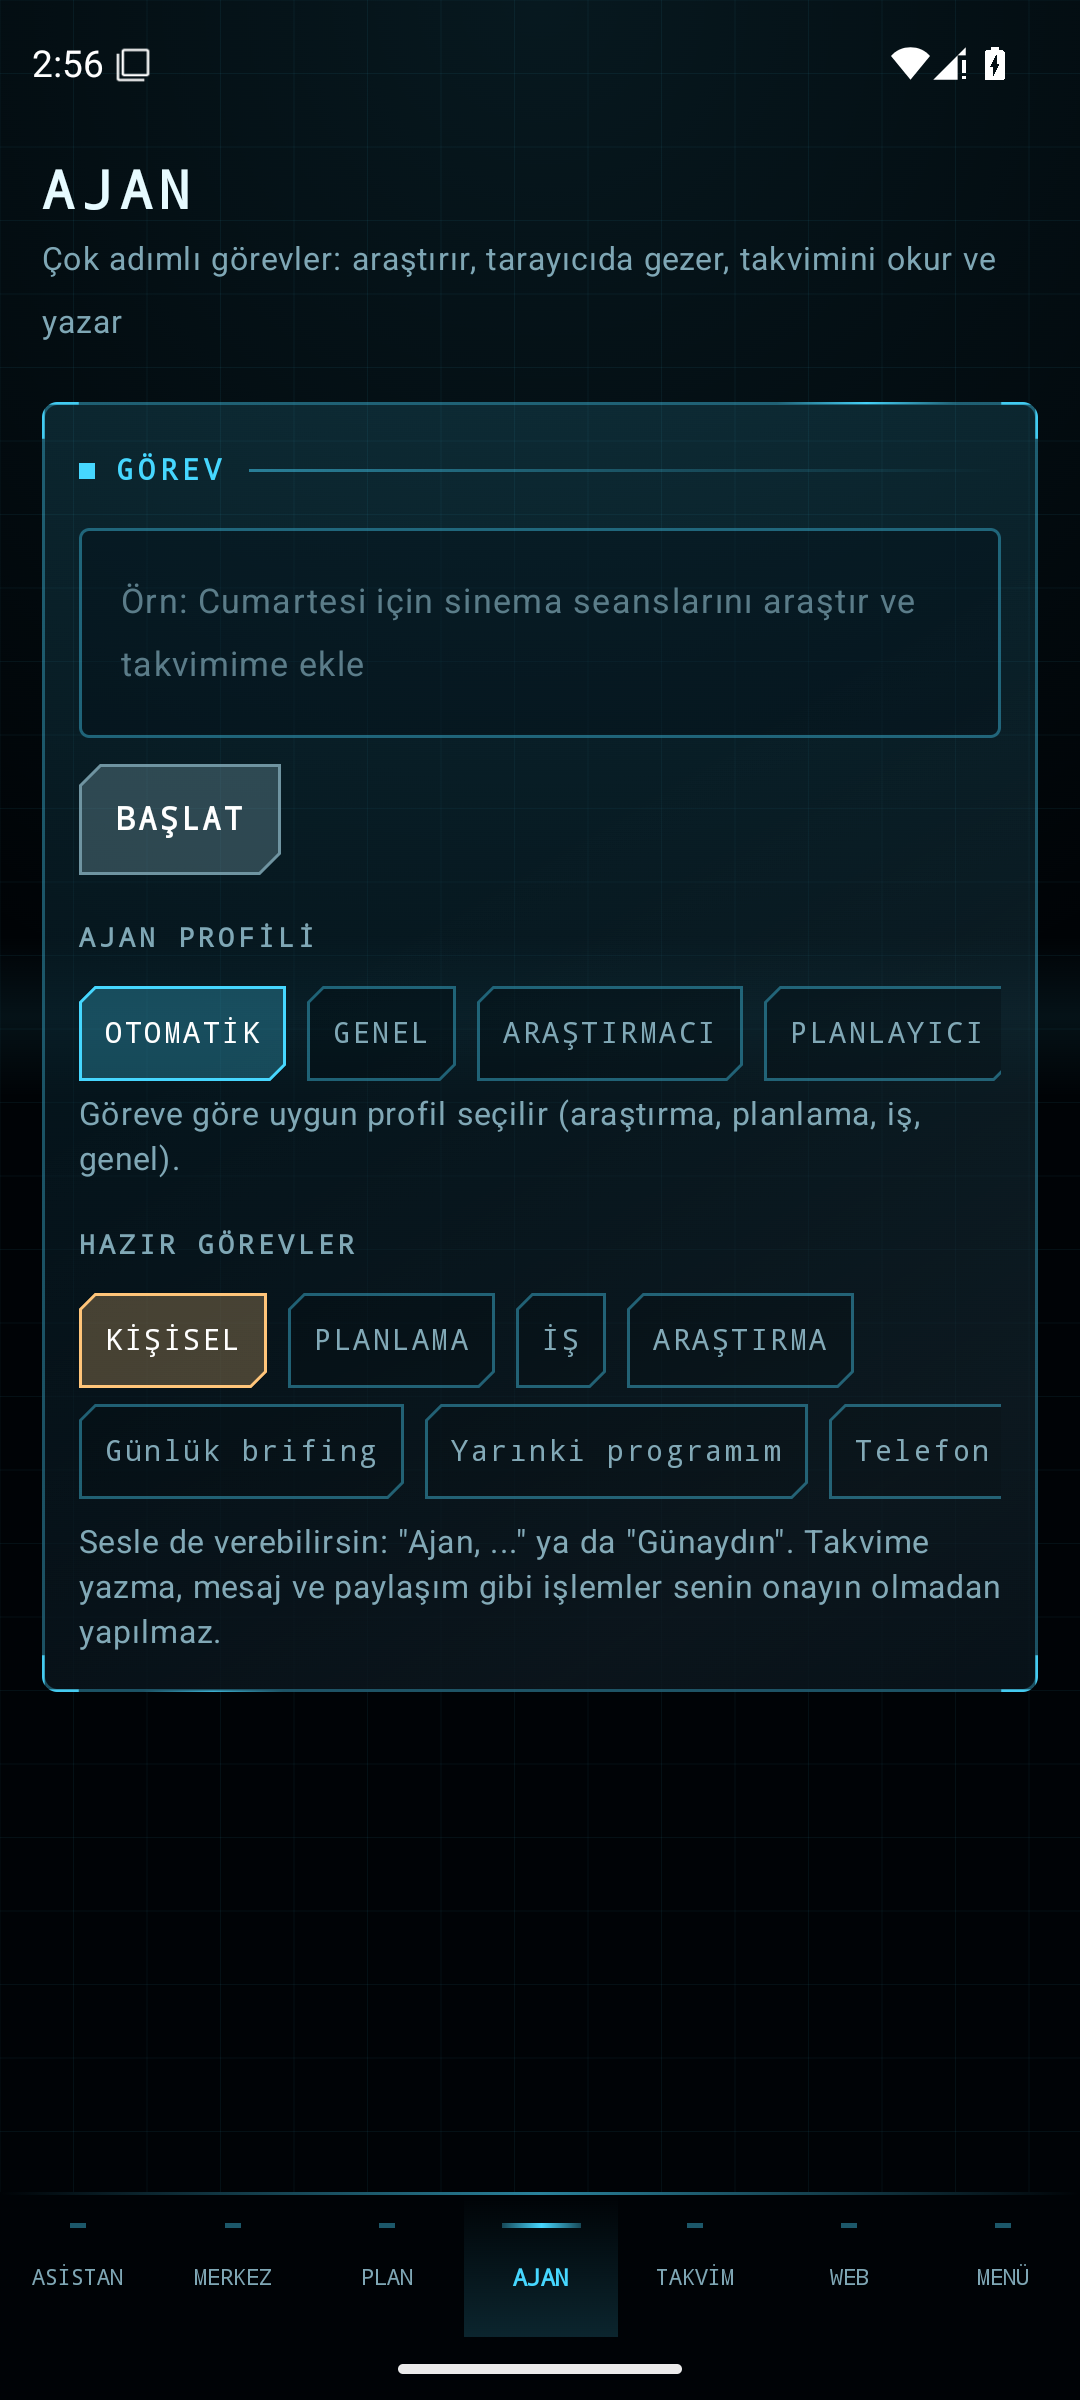 2:56
AJAN
Çok adımlı görevler: araştırır, tarayıcıda gezer, takvimini okur ve
yazar
GÖREV
Örn: Cumartesi için sinema seanslarını araştır ve
takvimime ekle
BAŞLAT
AJAN PROFİLİ
OTOMATİK GENEL ARAŞTIRMACI PLANLAYICI
Göreve göre uygun profil seçilir (araştırma, planlama, iş,
genel).
HAZIR GÖREVLER
KİŞİSEL PLANLAMA İŞ ARAŞTIRMA
Günlük brifing Yarınki programım Telefon
Sesle de verebilirsin: "Ajan, ..." ya da "Günaydın". Takvime
yazma, mesaj ve paylaşım gibi işlemler senin onayın olmadan
yapılmaz.
ASİSTAN MERKEZ PLAN AJAN TAKVİM WEB MENÜ